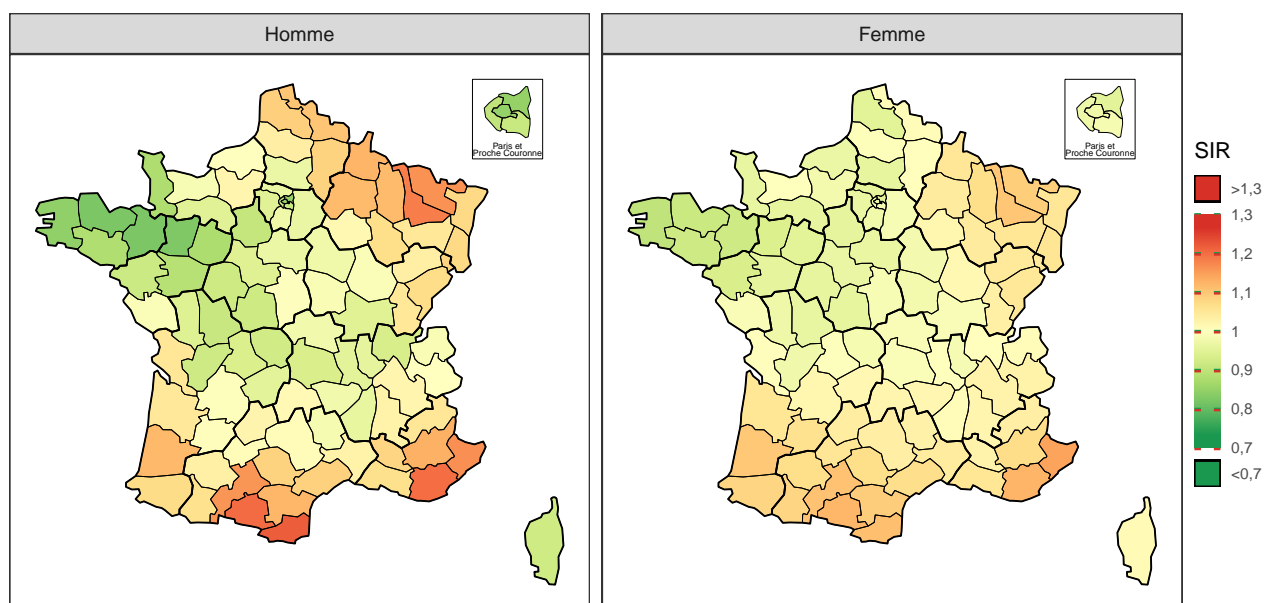 Homme
Femme
Paris et
Proche Couronne
Paris et
Proche Couronne
SIR
>1,3
1,3
1,2
1,1
1
0,9
0,8
0,7
<0,7